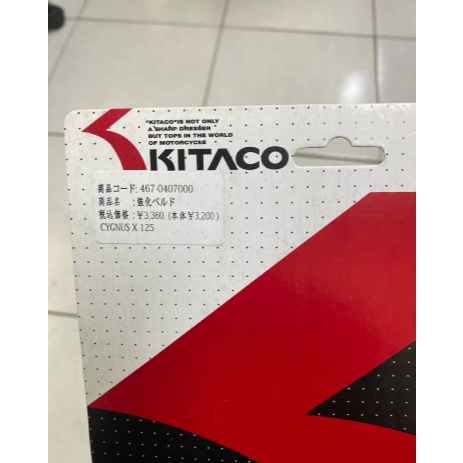 "KITACO" IS NOT ONLY
A SHARP DRESSER
BUT TOPS IN THE WORLD
OF MOTORCYCLE
KITACO
商品コード: 467-0407000
商品名 : 強化ベルト
税込価格 : ¥3,360 (本体¥3,200)
CYGNUS X 125